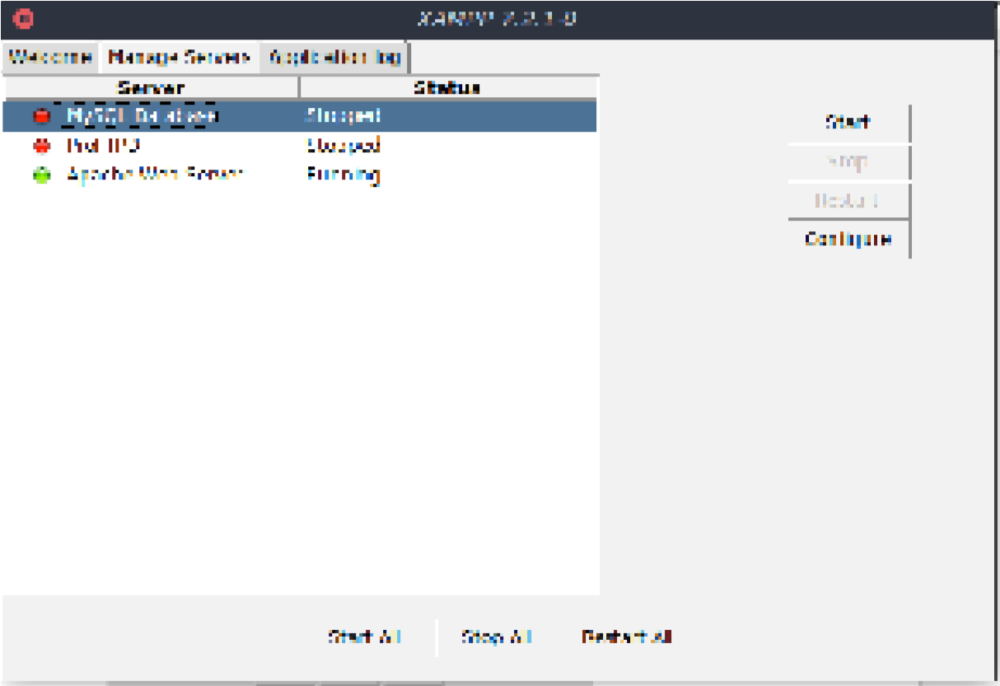 XAMPP 7.2.1-0
Welcome Manage Servers Application log
Server Status
MySQL Database Stopped
ProFTPD Stopped
Apache Web Server Running
Start
Stop
Restart
Configure
Start All Stop All Restart All